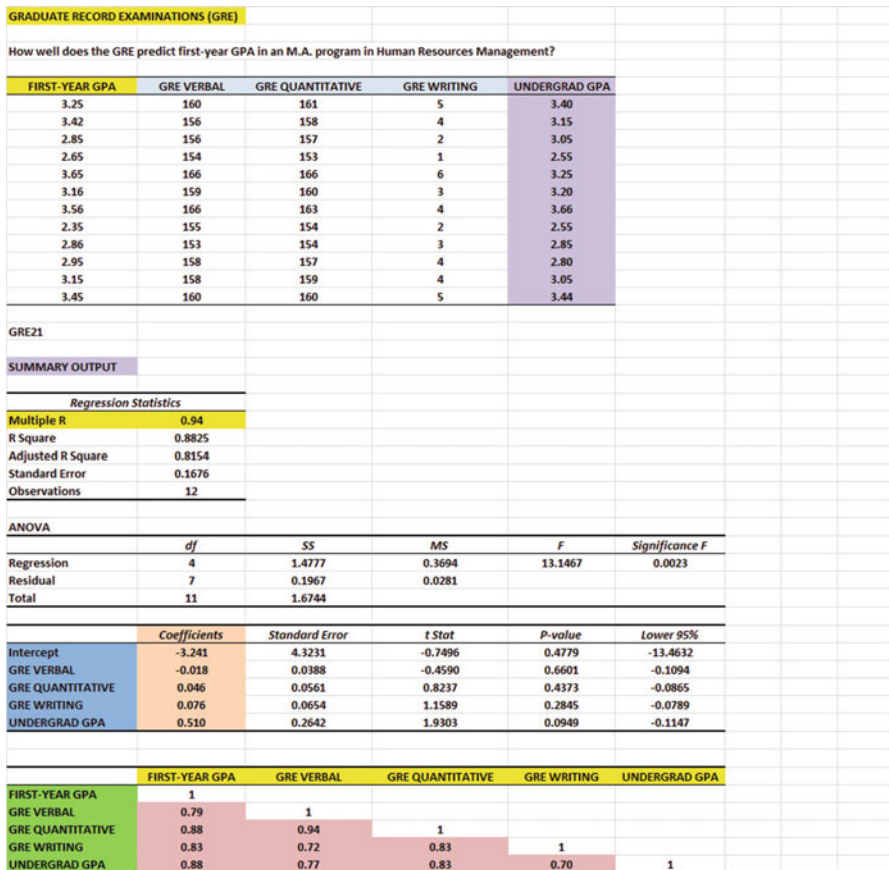 GRADUATE RECORD EXAMINATIONS (GRE)
How well does the GRE predict first-year GPA in an M.A. program in Human Resources Management?
FIRST-YEAR GPA GRE VERBAL GRE QUANTITATIVE GRE WRITING UNDERGRAD GPA
3.25 160 161 5 3.40
3.42 156 158 4 3.15
2.85 156 157 2 3.05
2.65 154 153 1 2.55
3.65 166 166 6 3.25
3.16 159 160 3 3.20
3.56 166 163 4 3.66
2.35 155 154 2 2.55
2.86 153 154 3 2.85
2.95 158 157 4 2.80
3.15 158 159 4 3.05
3.45 160 160 5 3.44
GRE21
SUMMARY OUTPUT
Regression Statistics
Multiple R 0.94
R Square 0.8825
Adjusted R Square 0.8154
Standard Error 0.1676
Observations 12
ANOVA
df SS MS F Significance F
Regression 4 1.4777 0.3694 13.1467 0.0023
Residual 7 0.1967 0.0281
Total 11 1.6744
Coefficients Standard Error t Stat P-value Lower 95%
Intercept -3.241 4.3231 -0.7496 0.4779 -13.4632
GRE VERBAL -0.018 0.0388 -0.4590 0.6601 -0.1094
GRE QUANTITATIVE 0.046 0.0561 0.8237 0.4373 -0.0865
GRE WRITING 0.076 0.0654 1.1589 0.2845 -0.0789
UNDERGRAD GPA 0.510 0.2642 1.9303 0.0949 -0.1147
FIRST-YEAR GPA GRE VERBAL GRE QUANTITATIVE GRE WRITING UNDERGRAD GPA
FIRST-YEAR GPA 1
GRE VERBAL 0.79 1
GRE QUANTITATIVE 0.88 0.94 1
GRE WRITING 0.83 0.72 0.83 1
UNDERGRAD GPA 0.88 0.77 0.83 0.70 1